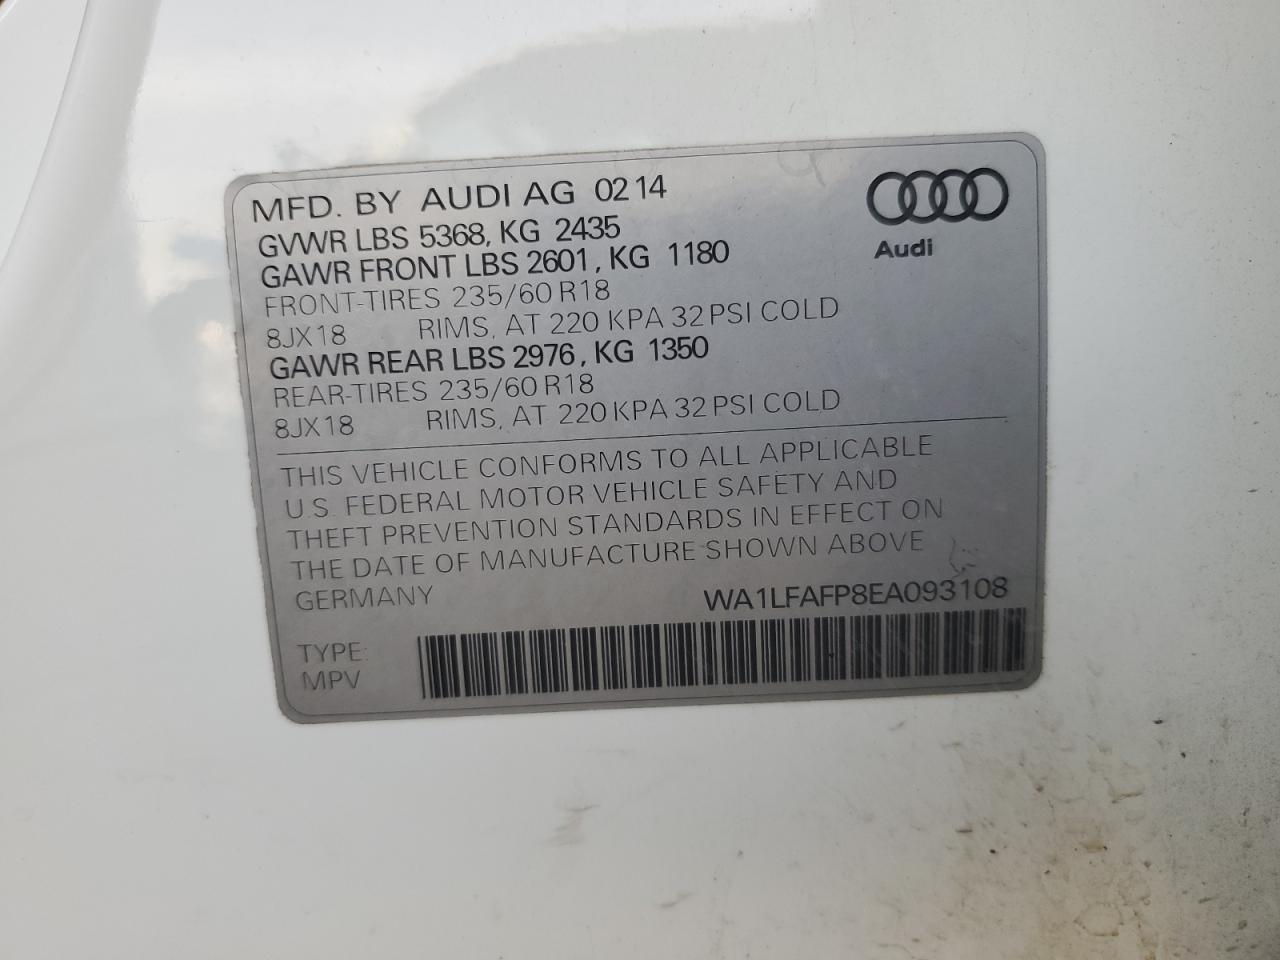 MFD. BY AUDI AG 0214
GVWR LBS 5368, KG 2435
GAWR FRONT LBS 2601, KG 1180
FRONT-TIRES 235/60 R18
8JX18 RIMS, AT 220 KPA 32 PSI COLD
GAWR REAR LBS 2976, KG 1350
REAR-TIRES 235/60 R18
8JX18 RIMS, AT 220 KPA 32 PSI COLD
Audi
THIS VEHICLE CONFORMS TO ALL APPLICABLE
U.S. FEDERAL MOTOR VEHICLE SAFETY AND
THEFT PREVENTION STANDARDS IN EFFECT ON
THE DATE OF MANUFACTURE SHOWN ABOVE
GERMANY WA1LFAFP8EA093108
TYPE:
MPV